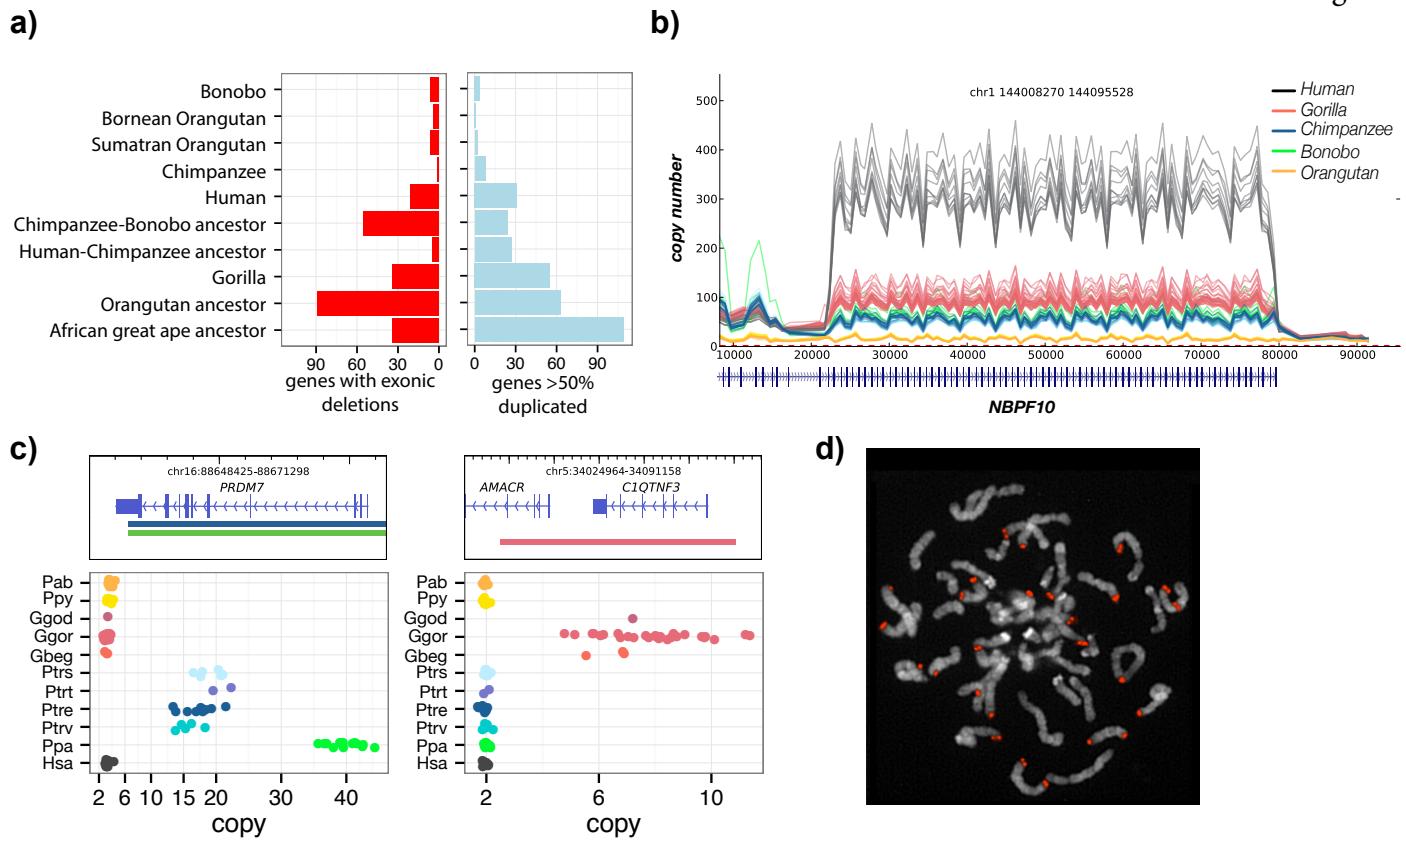 a)
Bonobo
Bornean Orangutan
Sumatran Orangutan
Chimpanzee
Human
Chimpanzee-Bonobo ancestor
Human-Chimpanzee ancestor
Gorilla
Orangutan ancestor
African great ape ancestor
90 60 30 0
genes with exonic
deletions
0 30 60 90
genes >50%
duplicated
b)
chr1 144008270 144095528
Human
Gorilla
Chimpanzee
Bonobo
Orangutan
copy number
500
400
300
200
100
0
10000 20000 30000 40000 50000 60000 70000 80000 90000
NBPF10
c)
chr16:88648425-88671298
PRDM7
Pab
Ppy
Ggod
Ggor
Gbeg
Ptrs
Ptrt
Ptre
Ptrv
Ppa
Hsa
2 6 10 15 20 30 40
copy
chr5:34024964-34091158
AMACR C1QTNF3
Pab
Ppy
Ggod
Ggor
Gbeg
Ptrs
Ptrt
Ptre
Ptrv
Ppa
Hsa
2 6 10
copy
d)